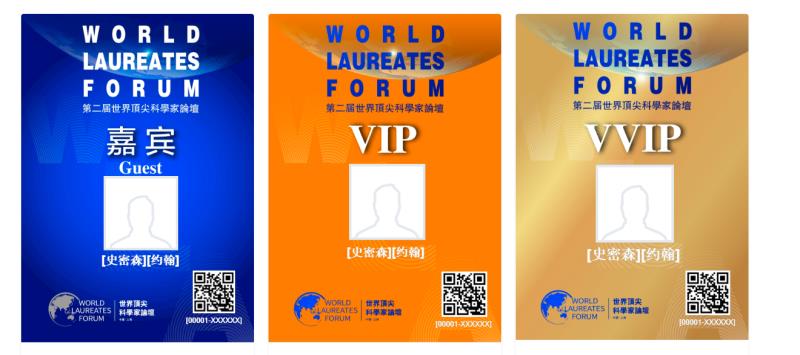 WORLD
LAUREATES
FORUM
第二届世界頂尖科學家論壇
嘉宾
Guest
[史密森][约翰]
WORLD
LAUREATES
FORUM
世界頂尖
科學家論壇
[00001-XXXXXX]
WORLD
LAUREATES
FORUM
第二届世界頂尖科學家論壇
VIP
[史密森][约翰]
WORLD
LAUREATES
FORUM
世界頂尖
科學家論壇
[00001-XXXXXX]
WORLD
LAUREATES
FORUM
第二届世界頂尖科學家論壇
VVIP
[史密森][约翰]
WORLD
LAUREATES
FORUM
世界頂尖
科學家論壇
[00001-XXXXXX]